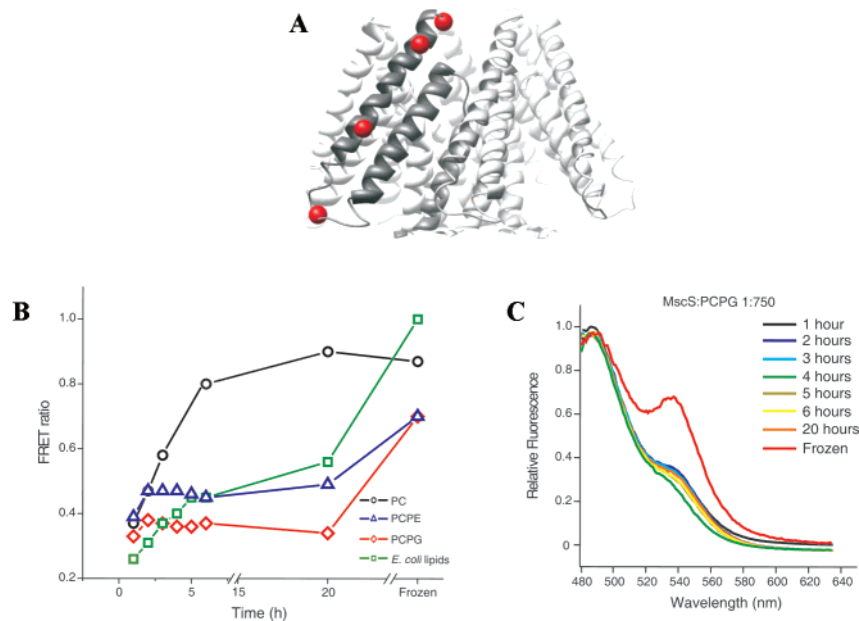 A
B
FRET ratio
1.0
0.8
0.6
0.4
0.2
0
5
15
20
Frozen
Time (h)
PC
PCPE
PCPG
E. coli lipids
C
MscS:PCPG 1:750
Relative Fluorescence
1.0
0.8
0.6
0.4
0.2
0
480 500 520 540 560 580 600 620 640
Wavelength (nm)
1 hour
2 hours
3 hours
4 hours
5 hours
6 hours
20 hours
Frozen